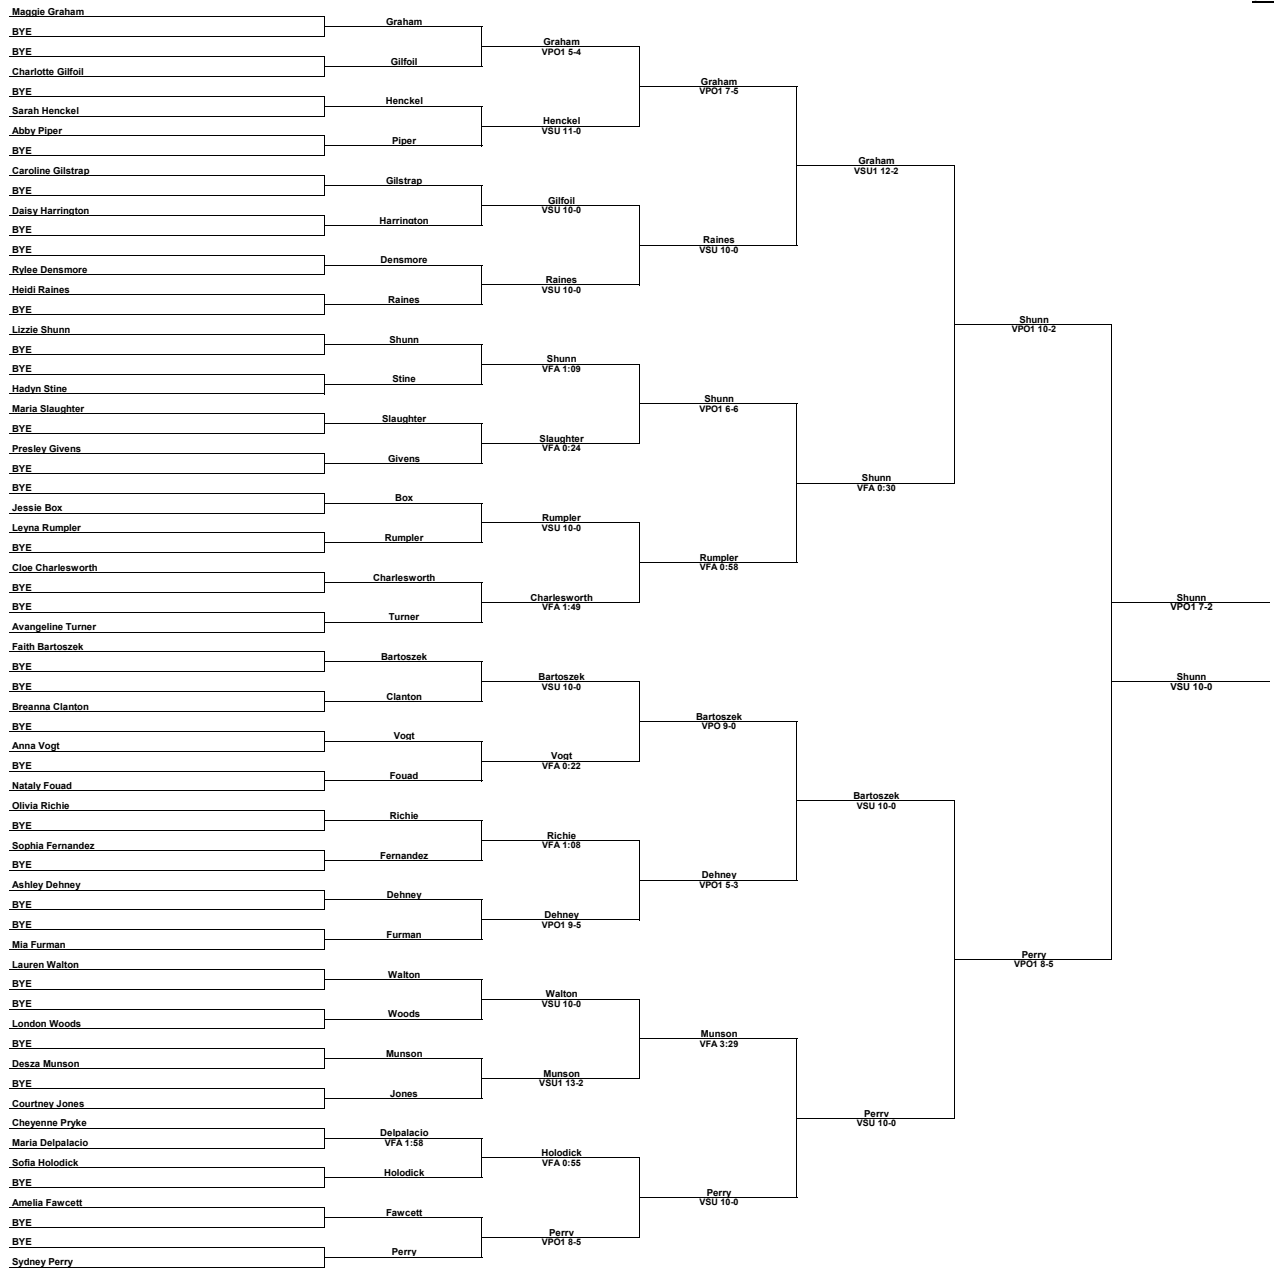 Maggie Graham
BYE
BYE
Charlotte Gilfoil
BYE
Sarah Henckel
Abby Piper
BYE
Caroline Gilstrap
BYE
Daisy Harrington
BYE
BYE
Rylee Densmore
Heidi Raines
BYE
Lizzie Shunn
BYE
BYE
Hadyn Stine
Maria Slaughter
BYE
Presley Givens
BYE
BYE
Jessie Box
Leyna Rumpler
BYE
Cloe Charlesworth
BYE
BYE
Avangeline Turner
Faith Bartoszek
BYE
BYE
Breanna Clanton
BYE
Anna Vogt
BYE
Nataly Fouad
Olivia Richie
BYE
Sophia Fernandez
BYE
Ashley Dehney
BYE
BYE
Mia Furman
Lauren Walton
BYE
BYE
London Woods
BYE
Desza Munson
BYE
Courtney Jones
Cheyenne Pryke
Maria Delpalacio
Sofia Holodick
BYE
Amelia Fawcett
BYE
BYE
Sydney Perry
Graham
Gilfoil
Henckel
Piper
Gilstrap
Harrington
Densmore
Raines
Shunn
Stine
Slaughter
Givens
Box
Rumpler
Charlesworth
Turner
Bartoszek
Clanton
Vogt
Fouad
Richie
Fernandez
Dehney
Furman
Walton
Woods
Munson
Jones
Delpalacio
VFA 1:58
Holodick
Fawcett
Perry
Graham
VPO1 5-4
Henckel
VSU 11-0
Gilfoil
VSU 10-0
Raines
VSU 10-0
Shunn
VFA 1:09
Slaughter
VFA 0:24
Rumpler
VSU 10-0
Charlesworth
VFA 1:49
Bartoszek
VSU 10-0
Vogt
VFA 0:22
Richie
VFA 1:08
Dehney
VPO1 9-5
Walton
VSU 10-0
Munson
VSU1 13-2
Holodick
VFA 0:55
Perry
VPO1 8-5
Graham
VPO1 7-5
Raines
VSU 10-0
Shunn
VPO1 6-6
Rumpler
VFA 0:58
Bartoszek
VPO 9-0
Dehney
VPO1 5-3
Munson
VFA 3:29
Perry
VSU 10-0
Graham
VSU1 12-2
Shunn
VFA 0:30
Bartoszek
VSU 10-0
Perry
VSU 10-0
Shunn
VPO1 10-2
Perry
VPO1 8-5
Shunn
VPO1 7-2
Shunn
VSU 10-0